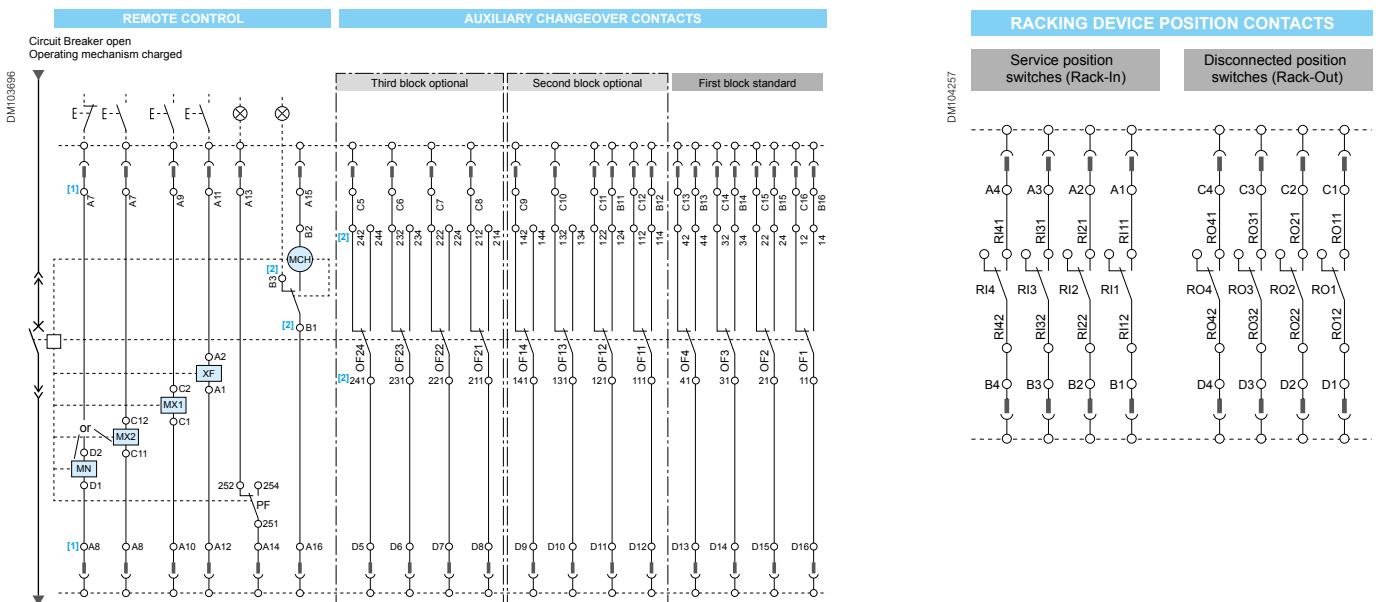 REMOTE CONTROL
AUXILIARY CHANGEOVER CONTACTS
Circuit Breaker open
Operating mechanism charged
DM103696
Third block optional
Second block optional
First block standard
E E E E
[1] A7 A7 A9 A11 A13 A15 C5 C6 C7 C8 C9 C10 C11 B11 C12 B12 C13 B13 C14 B14 C15 B15 C16 B16
B2
[2] 242 244 232 234 222 224 212 214 142 144 132 134 122 124 112 114 42 44 32 34 22 24 12 14
MCH
[2]
B3
[2] B1
OF24 OF23 OF22 OF21 OF14 OF13 OF12 OF11 OF4 OF3 OF2 OF1
A2
XF
A1
[2] 241 231 221 211 141 131 121 111 41 31 21 11
C2
MX1
C1
or
C12
MX2
C11
D2
MN
D1
252 254
PF
251
[1] A8 A8 A10 A12 A14 A16 D5 D6 D7 D8 D9 D10 D11 D12 D13 D14 D15 D16
RACKING DEVICE POSITION CONTACTS
Service position
switches (Rack-In)
Disconnected position
switches (Rack-Out)
DM104257
A4 A3 A2 A1 C4 C3 C2 C1
RI41 RI31 RI21 RI11 RO41 RO31 RO21 RO11
RI4 RI3 RI2 RI1 RO4 RO3 RO2 RO1
RI42 RI32 RI22 RI12 RO42 RO32 RO22 RO12
B4 B3 B2 B1 D4 D3 D2 D1